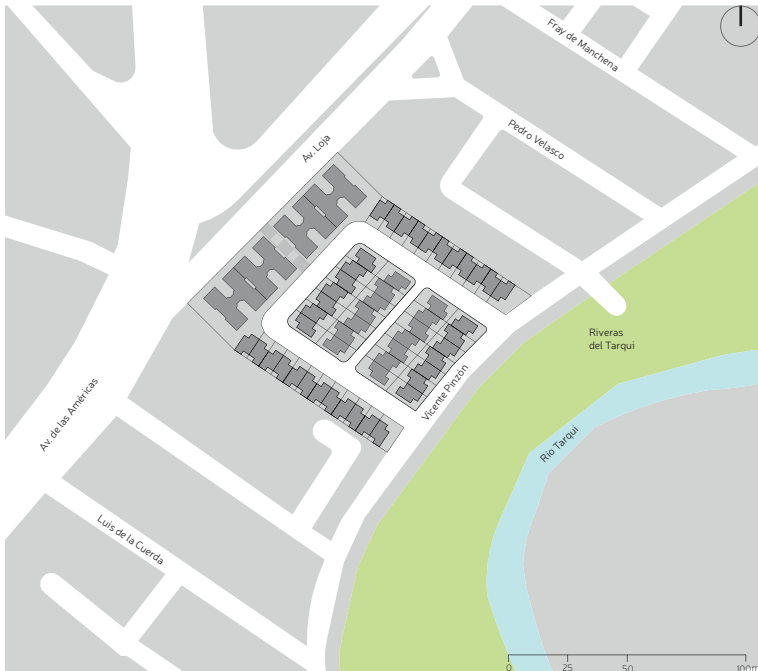 Fray de Manchena
Pedro Velasco
Av. Loja
Riveras
del Tarqui
Vicente Pinzón
Av. de las Américas
Río Tarqui
Luis de la Cuerda
0 25 50 100m